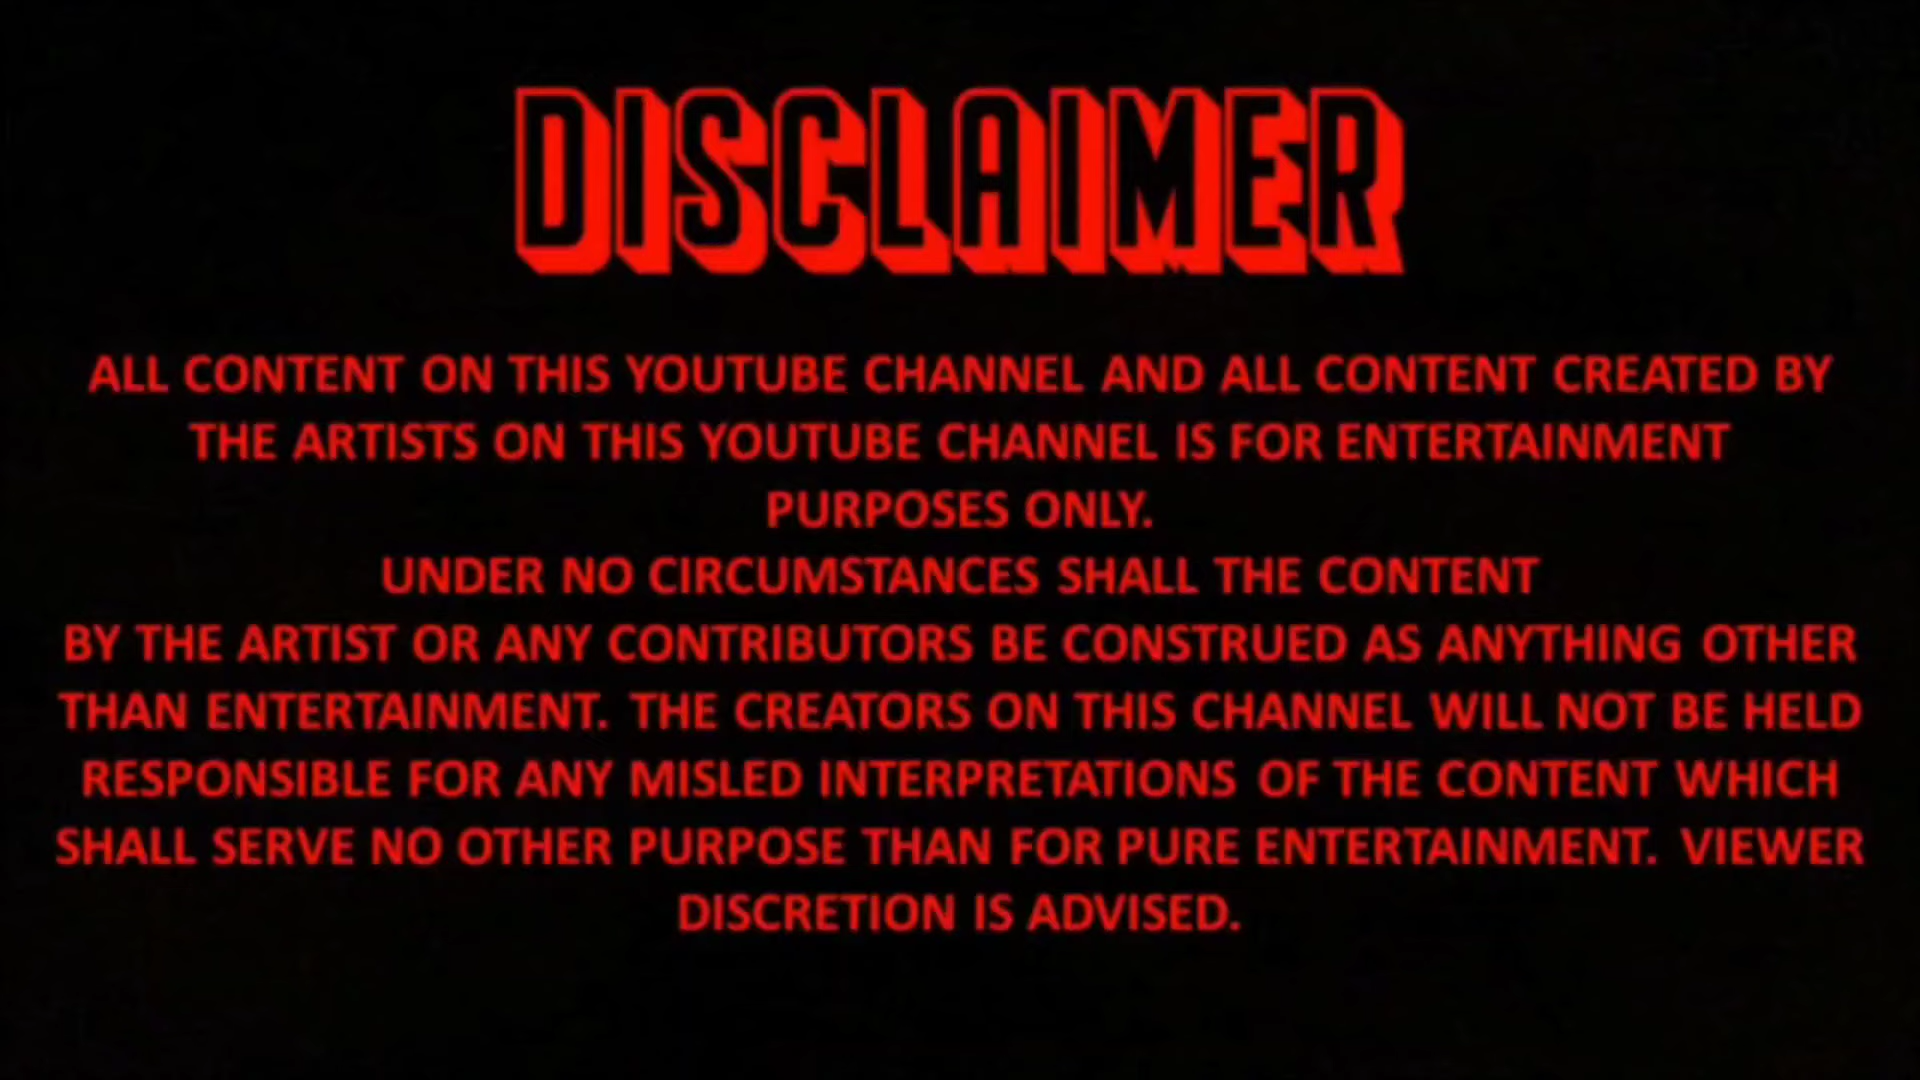 DISCLAIMER
ALL CONTENT ON THIS YOUTUBE CHANNEL AND ALL CONTENT CREATED BY
THE ARTISTS ON THIS YOUTUBE CHANNEL IS FOR ENTERTAINMENT
PURPOSES ONLY.
UNDER NO CIRCUMSTANCES SHALL THE CONTENT
BY THE ARTIST OR ANY CONTRIBUTORS BE CONSTRUED AS ANYTHING OTHER
THAN ENTERTAINMENT. THE CREATORS ON THIS CHANNEL WILL NOT BE HELD
RESPONSIBLE FOR ANY MISLED INTERPRETATIONS OF THE CONTENT WHICH
SHALL SERVE NO OTHER PURPOSE THAN FOR PURE ENTERTAINMENT. VIEWER
DISCRETION IS ADVISED.